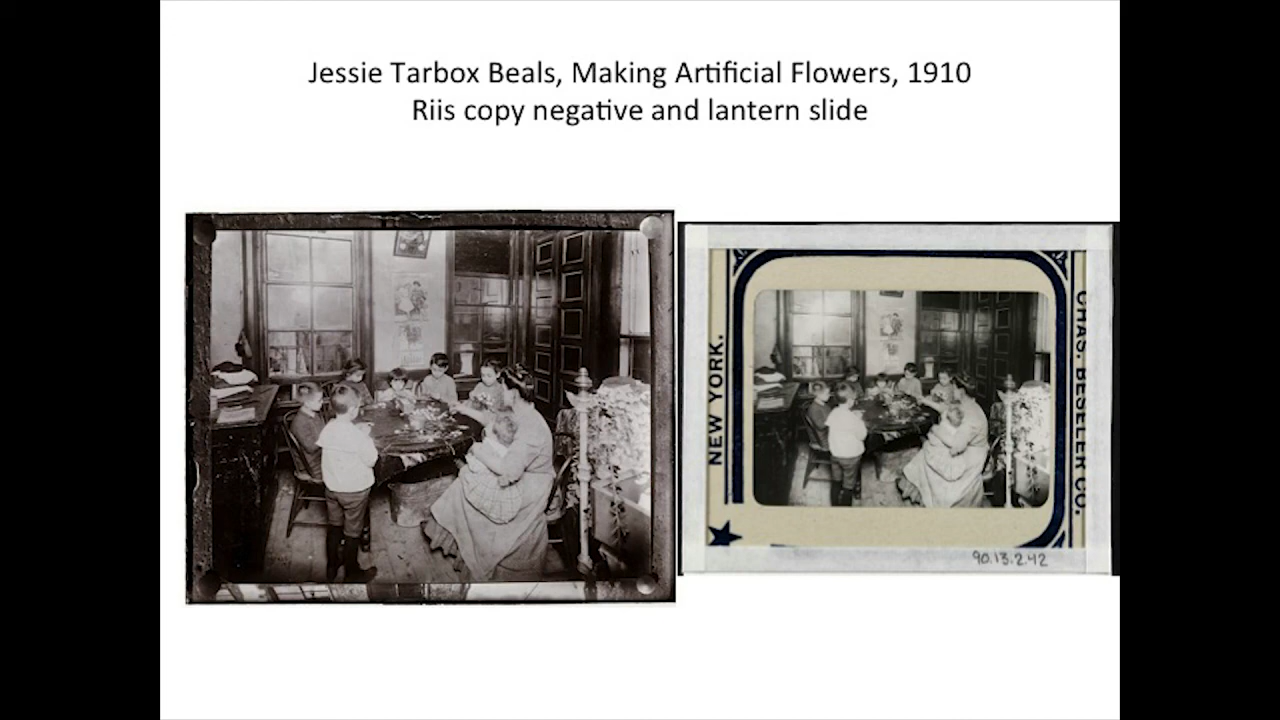 Jessie Tarbox Beals, Making Artificial Flowers, 1910
Riis copy negative and lantern slide
NEW YORK.
CHAS. BESELER CO.
90.13.2.42